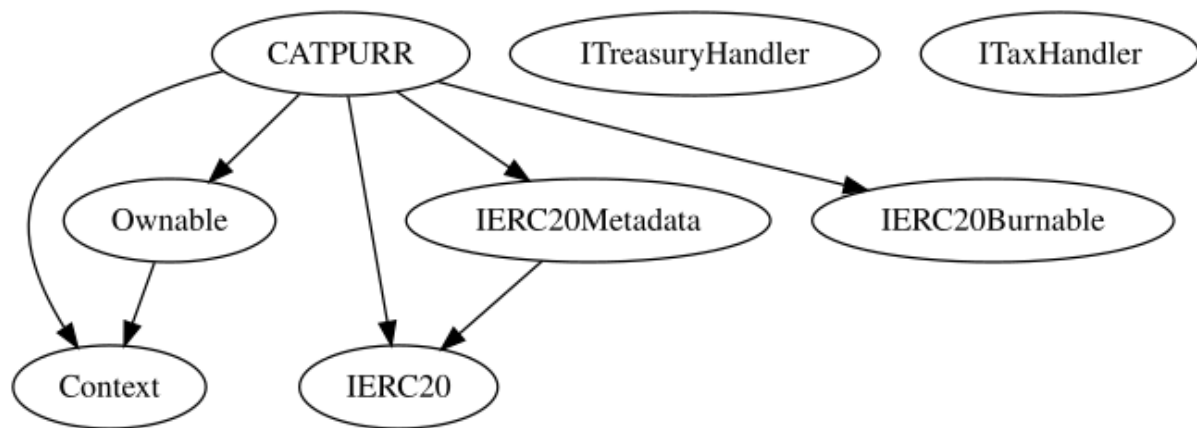 CATPURR
ITreasuryHandler
ITaxHandler
Ownable
IERC20Metadata
IERC20Burnable
Context
IERC20